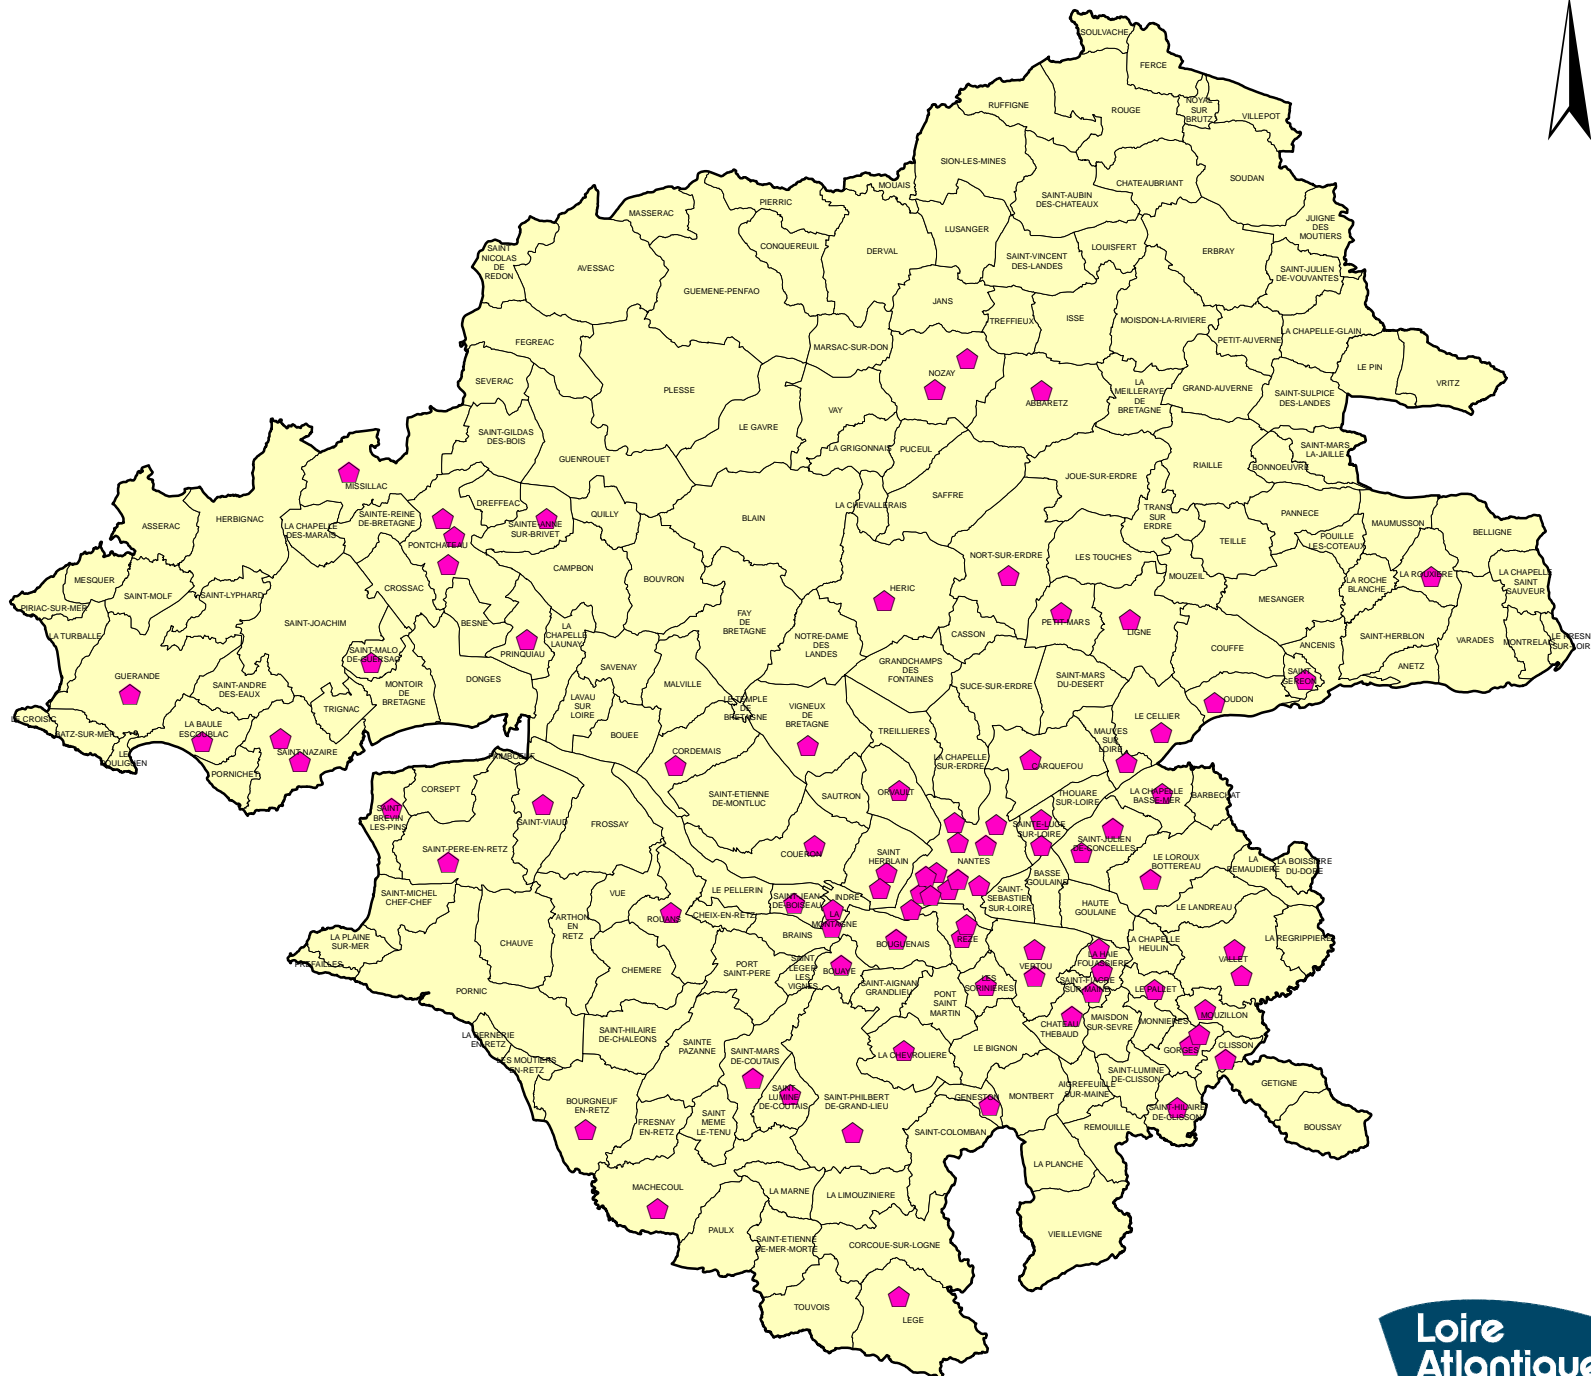 SOULVACHE
FERCE
RUFFIGNE
ROUGE
NOYAL
SUR
BRUTZ
VILLEPOT
SION-LES-MINES
MOUAIS
SAINT-AUBIN
DES-CHATEAUX
CHATEAUBRIANT
SOUDAN
PIERRIC
MASSERAC
JUIGNE
DES
MOUTIERS
LUSANGER
CONQUEREUIL
DERVAL
SAINT-VINCENT
DES-LANDES
LOUISFERT
ERBRAY
SAINT
NICOLAS
DE
REDON
AVESSAC
SAINT-JULIEN
DE-VOUVANTES
GUEMENE-PENFAO
JANS
TREFFIEUX
ISSE
MOISDON-LA-RIVIERE
PETIT-AUVERNE
LA CHAPELLE-GLAIN
FEGREAC
MARSAC-SUR-DON
LE PIN
VRITZ
SEVERAC
PLESSE
NOZAY
ABBARETZ
LA
MEILLERAYE
DE
BRETAGNE
GRAND-AUVERNE
SAINT-SULPICE
DES-LANDES
VAY
LE GAVRE
SAINT-GILDAS
DES-BOIS
LA GRIGONNAIS
PUCEUL
SAINT-MARS
LA-JAILLE
GUENROUET
RIAILLE
BONNOEUVRE
JOUE-SUR-ERDRE
MISSILLAC
DREFFEAC
SAFFRE
LA CHEVALLERAIS
QUILLY
BLAIN
TRANS
SUR
ERDRE
PANNECE
MAUMUSSON
BELLIGNE
ASSERAC
HERBIGNAC
LA CHAPELLE
DES-MARAIS
SAINTE-REINE
DE-BRETAGNE
SAINTE-ANNE
SUR-BRIVET
PONTCHATEAU
TEILLE
POUILLE
LES-COTEAUX
NORT-SUR-ERDRE
LES TOUCHES
CAMPBON
BOUVRON
MOUZEIL
LA ROUXIERE
LA ROCHE
BLANCHE
LA CHAPELLE
SAINT
SAUVEUR
MESQUER
SAINT-MOLF
SAINT-LYPHARD
CROSSAC
HERIC
MESANGER
PIRIAC-SUR-MER
SAINT-JOACHIM
BESNE
LA
CHAPELLE
LAUNAY
FAY
DE
BRETAGNE
NOTRE-DAME
DES
LANDES
CASSON
PETIT-MARS
LIGNE
LA TURBALLE
SAINT-HERBLON
VARADES
MONTRELAIS
LE FRESNE
SUR-LOIRE
SAINT-MALO
DE-GUERSAC
PRINQUIAU
SAVENAY
GRANDCHAMPS
DES
FONTAINES
COUFFE
ANCENIS
ANETZ
GUERANDE
SAINT-ANDRE
DES-EAUX
MONTOIR
DE
BRETAGNE
DONGES
MALVILLE
SUCE-SUR-ERDRE
SAINT-MARS
DU-DESERT
SAINT
GEREON
TRIGNAC
LAVAU
SUR
LOIRE
LE TEMPLE
DE
BRETAGNE
VIGNEUX
DE
BRETAGNE
OUDON
LE CROISIC
BATZ-SUR-MER
LE
POULIGUEN
LA BAULE
ESCOUBLAC
BOUEE
TREILLIERES
LE CELLIER
MAUVES
SUR
LOIRE
SAINT-NAZAIRE
PORNICHET
PAIMBOEUF
CORDEMAIS
LA CHAPELLE
SUR-ERDRE
CARQUEFOU
CORSEPT
SAINT-ETIENNE
DE-MONTLUC
SAUTRON
ORVAULT
THOUARE
SUR-LOIRE
LA CHAPELLE
BASSE-MER
BARBECHAT
SAINT
BREVIN
LES-PINS
SAINT-VIAUD
FROSSAY
SAINTE-LUCE
SUR-LOIRE
SAINT-JULIEN
DE-CONCELLES
SAINT-PERE-EN-RETZ
COUERON
SAINT
HERBLAIN
NANTES
LE LOROUX
BOTTEREAU
LA
REMAUDIERE
LA BOISSIERE
DU-DORE
BASSE
GOULAINE
SAINT-MICHEL
CHEF-CHEF
VUE
LE PELLERIN
SAINT-JEAN
DE-BOISEAU
INDRE
SAINT-
SEBASTIEN
SUR-LOIRE
HAUTE
GOULAINE
LE LANDREAU
ROUANS
CHEIX-EN-RETZ
LA
MONTAGNE
ARTHON
EN
RETZ
BRAINS
LA PLAINE
SUR-MER
CHAUVE
BOUGUENAIS
REZE
LA CHAPELLE
HEULIN
LA REGRIPPIERE
PREFAILLES
CHEMERE
PORT
SAINT-PERE
SAINT
LEGER
LES
VIGNES
BOUAYE
VERTOU
LA HAIE
FOUASSIERE
VALLET
PORNIC
SAINT-AIGNAN
GRANDLIEU
LES
SORINIERES
SAINT-FIACRE
SUR-MAINE
LE PALLET
PONT
SAINT
MARTIN
MOUZILLON
CHATEAU
THEBAUD
MAISDON
SUR-SEVRE
MONNIERES
LA BERNERIE
EN-RETZ
SAINT-HILAIRE
DE-CHALEONS
SAINTE
PAZANNE
SAINT-MARS
DE-COUTAIS
LA CHEVROLIERE
LE BIGNON
GORGES
CLISSON
LES MOUTIERS
EN-RETZ
SAINT-LUMINE
DE-CLISSON
GETIGNE
AIGREFEUILLE
SUR-MAINE
MONTBERT
SAINT
LUMINE
DE-COUTAIS
SAINT-PHILBERT
DE-GRAND-LIEU
GENESTON
BOURGNEUF
EN-RETZ
SAINT-HILAIRE
DE-CLISSON
FRESNAY
EN-RETZ
SAINT
MEME
LE-TENU
SAINT-COLOMBAN
REMOUILLE
BOUSSAY
LA PLANCHE
MACHECOUL
LA MARNE
LA LIMOUZINIERE
PAULX
SAINT-ETIENNE
DE-MER-MORTE
CORCOUE-SUR-LOGNE
VIEILLEVIGNE
TOUVOIS
LEGE
Loire
Atlantique